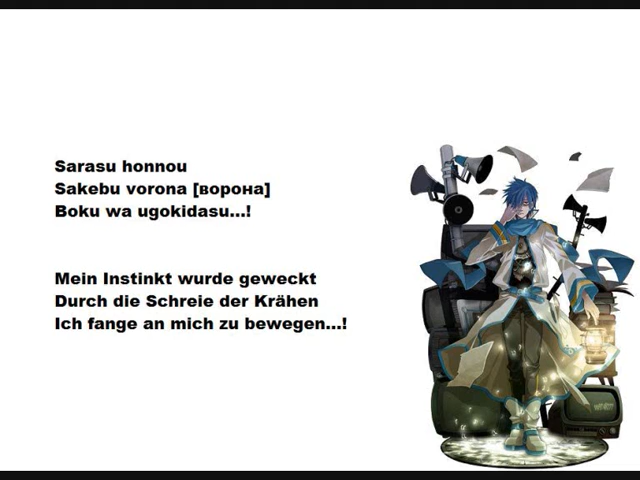 Sarasu honnou
Sakebu vorona [ворона]
Boku wa ugokidasu...!
Mein Instinkt wurde geweckt
Durch die Schreie der Krähen
Ich fange an mich zu bewegen...!